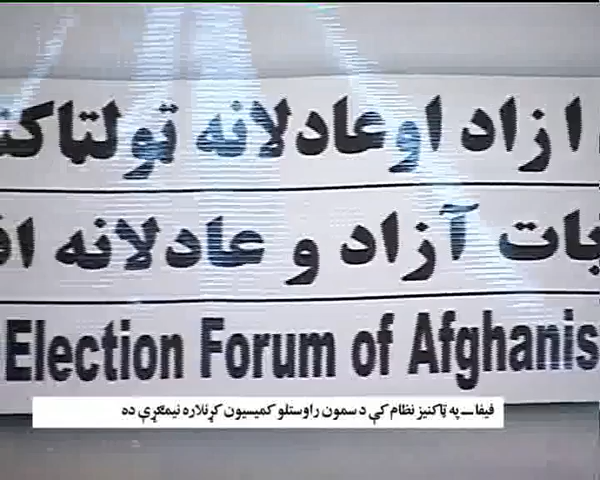 ازاد اوعادلانه ټولټاکن
بات آزاد و عادلانه اف
Election Forum of Afghanis
فیفا ــ په ټاکنیز نظام کې د سمون راوستلو کمیسیون کړنلاره نیمګړې ده